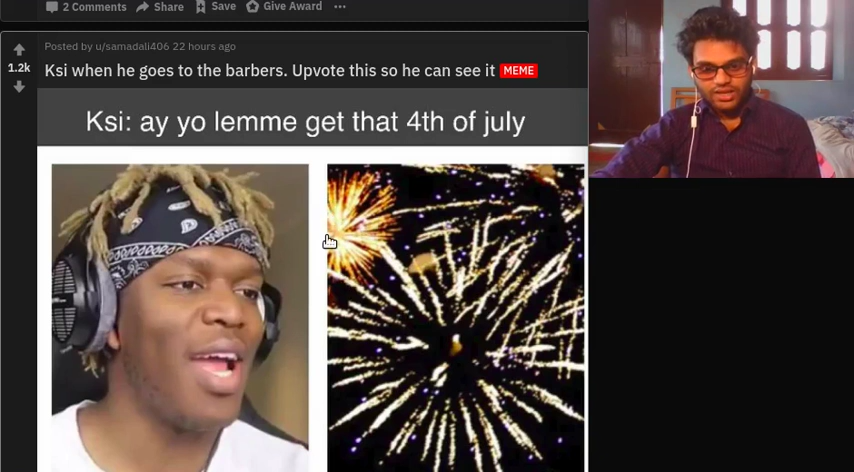 2 Comments Share Save Give Award ...
Posted by u/samadali406 22 hours ago
1.2k
Ksi when he goes to the barbers. Upvote this so he can see it MEME
Ksi: ay yo lemme get that 4th of july